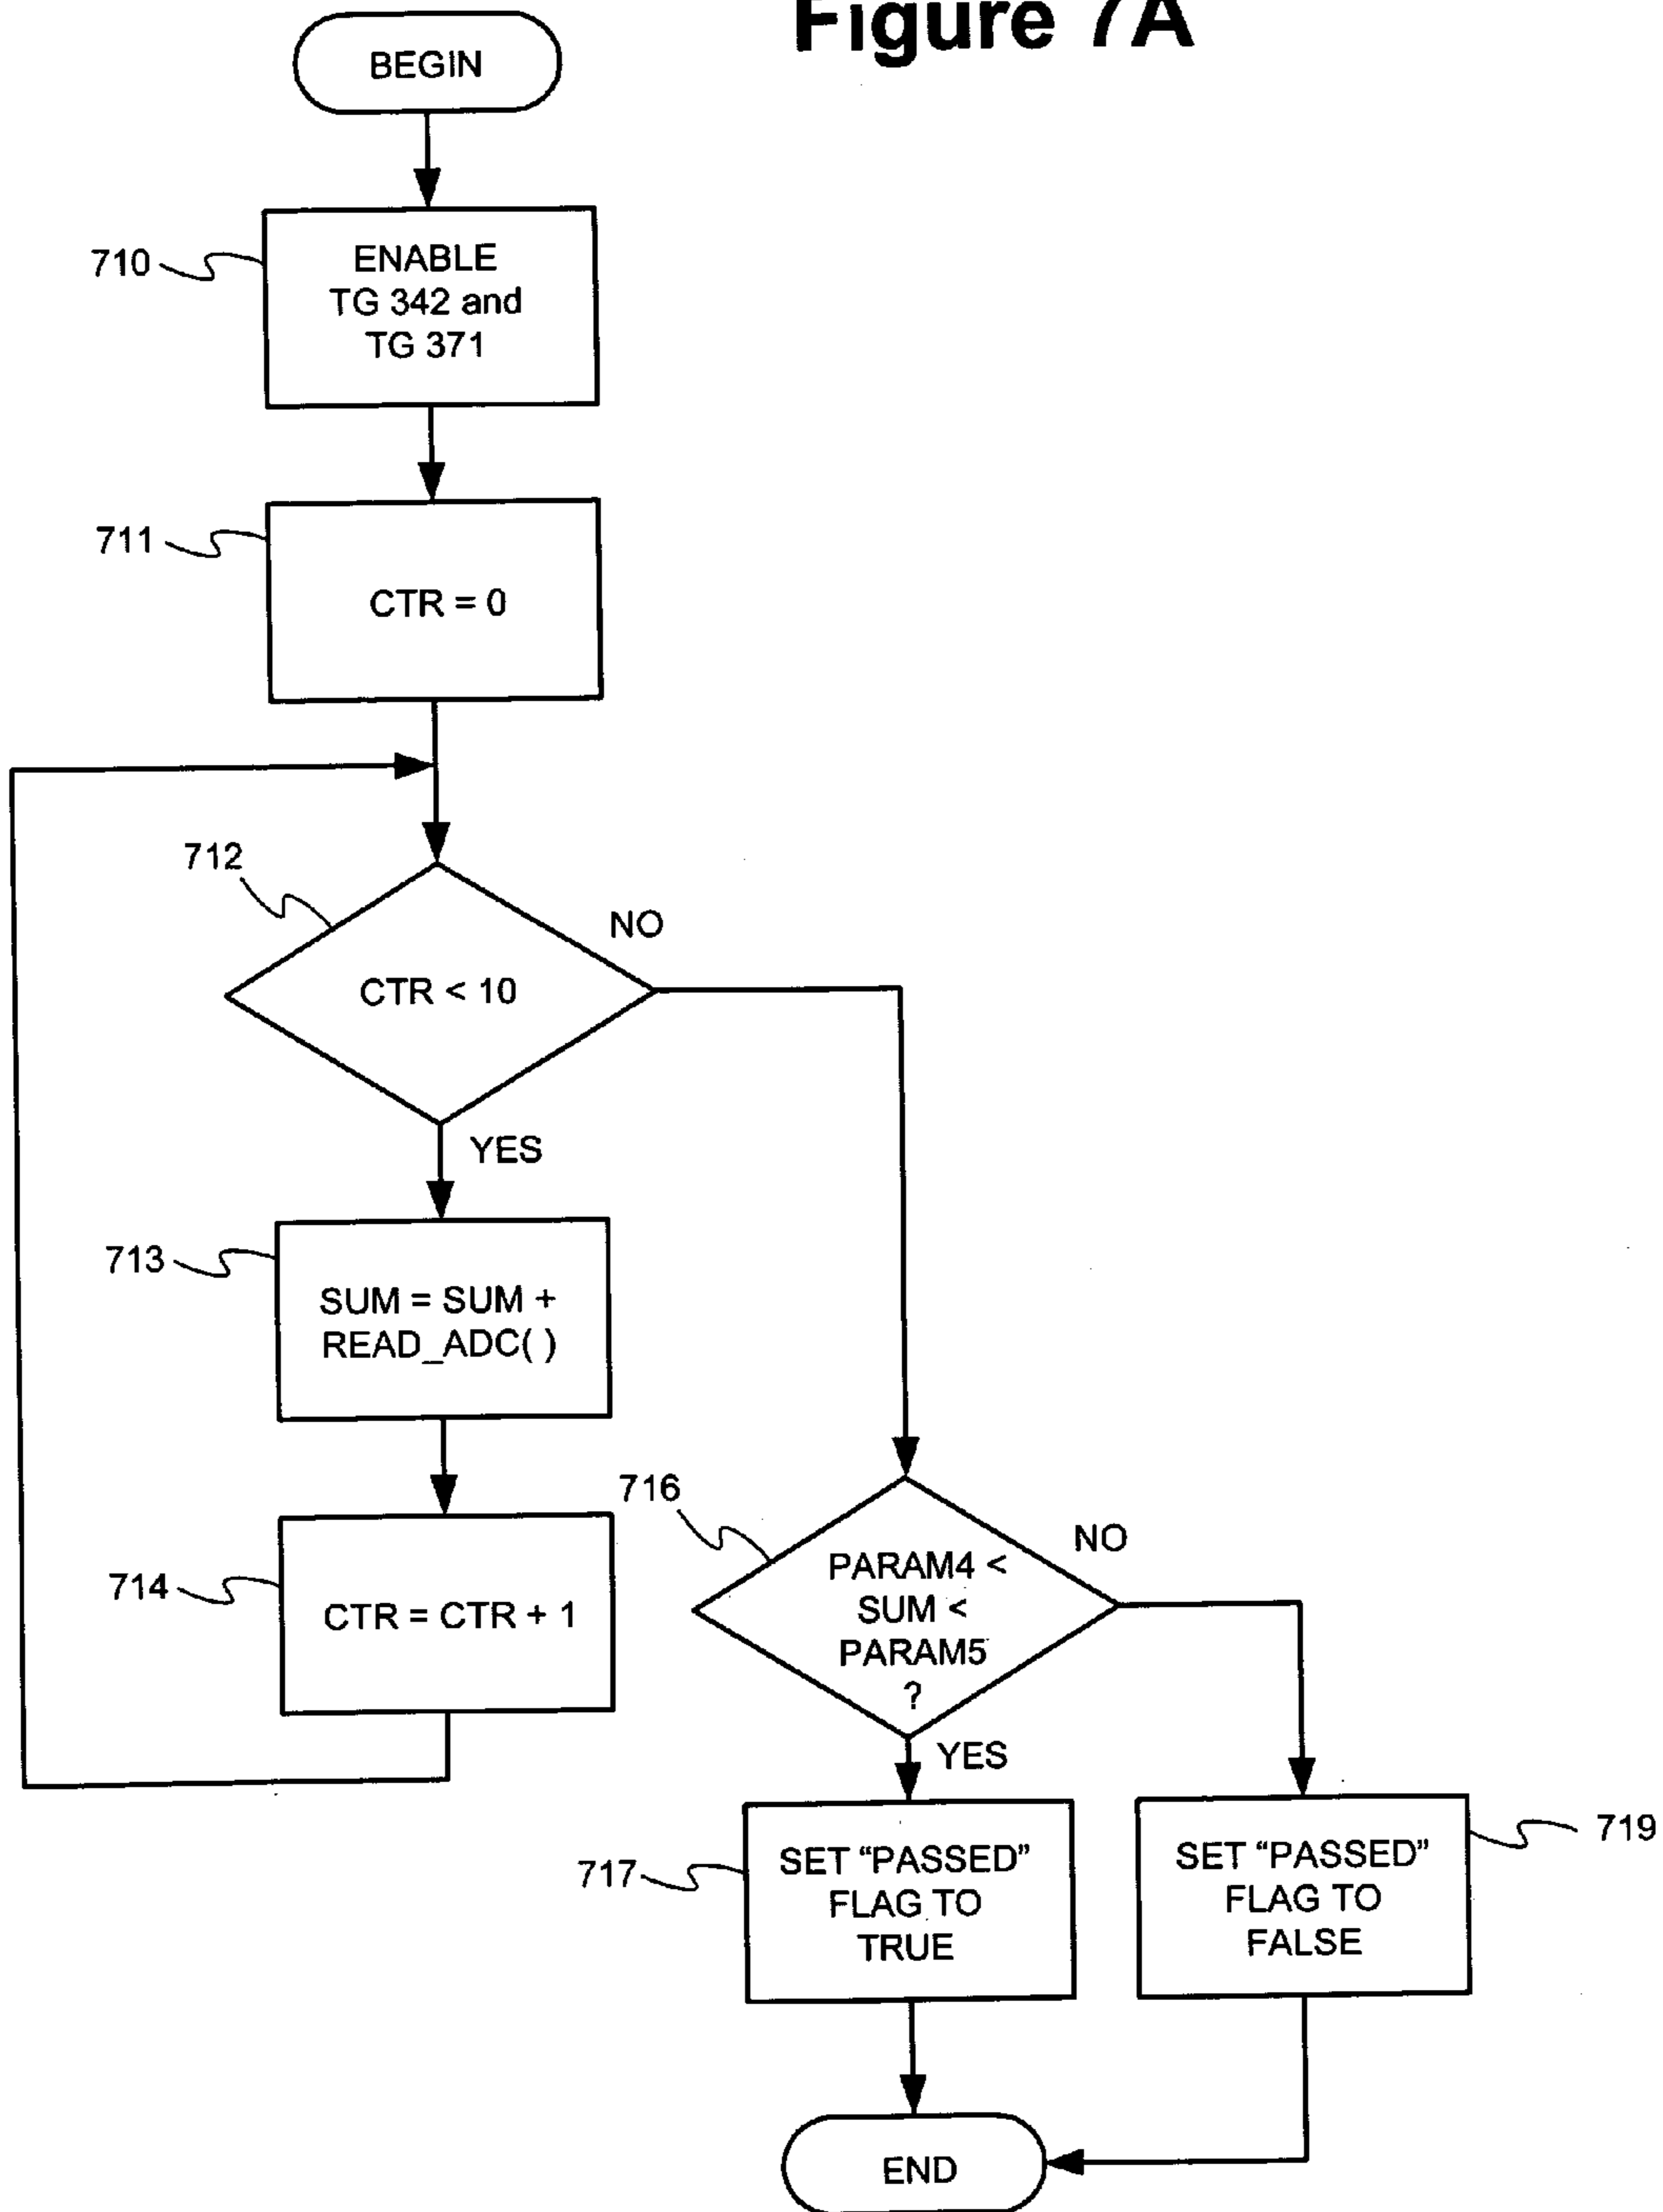 Figure 7A
BEGIN
710
ENABLE
TG 342 and
TG 371
711
CTR = 0
712
CTR < 10
NO
YES
713
SUM = SUM +
READ_ADC( )
714
CTR = CTR + 1
716
PARAM4 <
SUM <
PARAM5
?
NO
YES
717
SET “PASSED”
FLAG TO
TRUE
SET “PASSED”
FLAG TO
FALSE
719
END